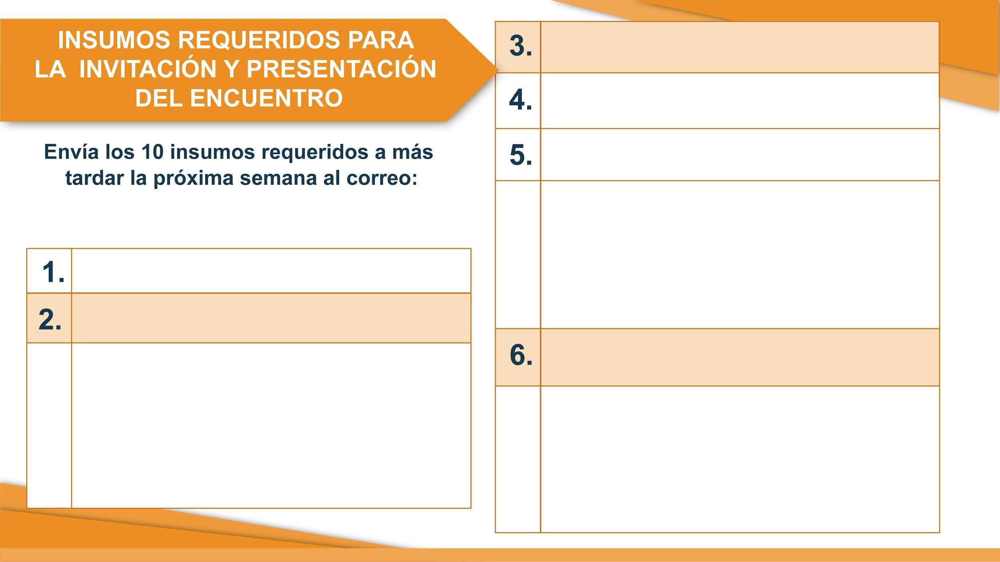 INSUMOS REQUERIDOS PARA
LA INVITACIÓN Y PRESENTACIÓN
DEL ENCUENTRO
Envía los 10 insumos requeridos a más
tardar la próxima semana al correo:
1.
2.
3.
4.
5.
6.